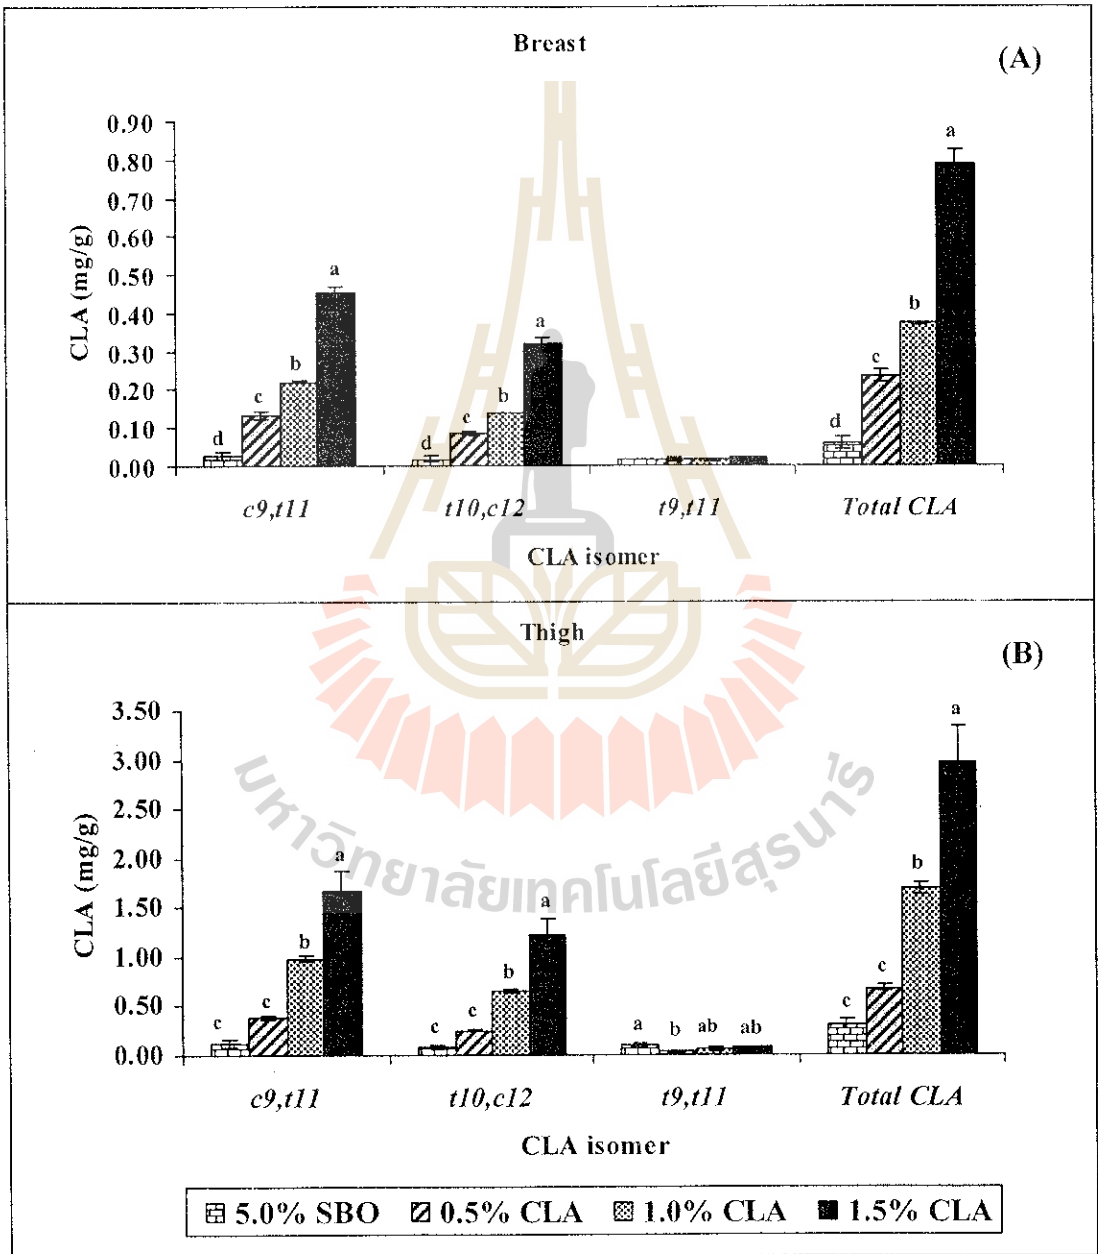 Breast
(A)
0.90
0.80
0.70
0.60
0.50
0.40
0.30
0.20
0.10
0.00
CLA (mg/g)
d c b a
d c b a
d c b a
c9,t11 t10,c12 t9,t11 Total CLA
CLA isomer
Thigh
(B)
3.50
3.00
2.50
2.00
1.50
1.00
0.50
0.00
CLA (mg/g)
c c b a
c c b a
a b ab ab
c c b a
c9,t11 t10,c12 t9,t11 Total CLA
CLA isomer
5.0% SBO 0.5% CLA 1.0% CLA 1.5% CLA
มหาวิทยาลัยเทคโนโลยีสุรนารี